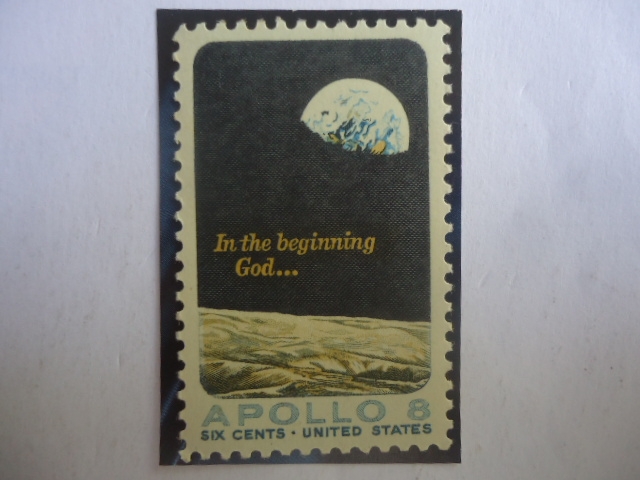 In the beginning
God...
APOLLO 8
SIX CENTS · UNITED STATES